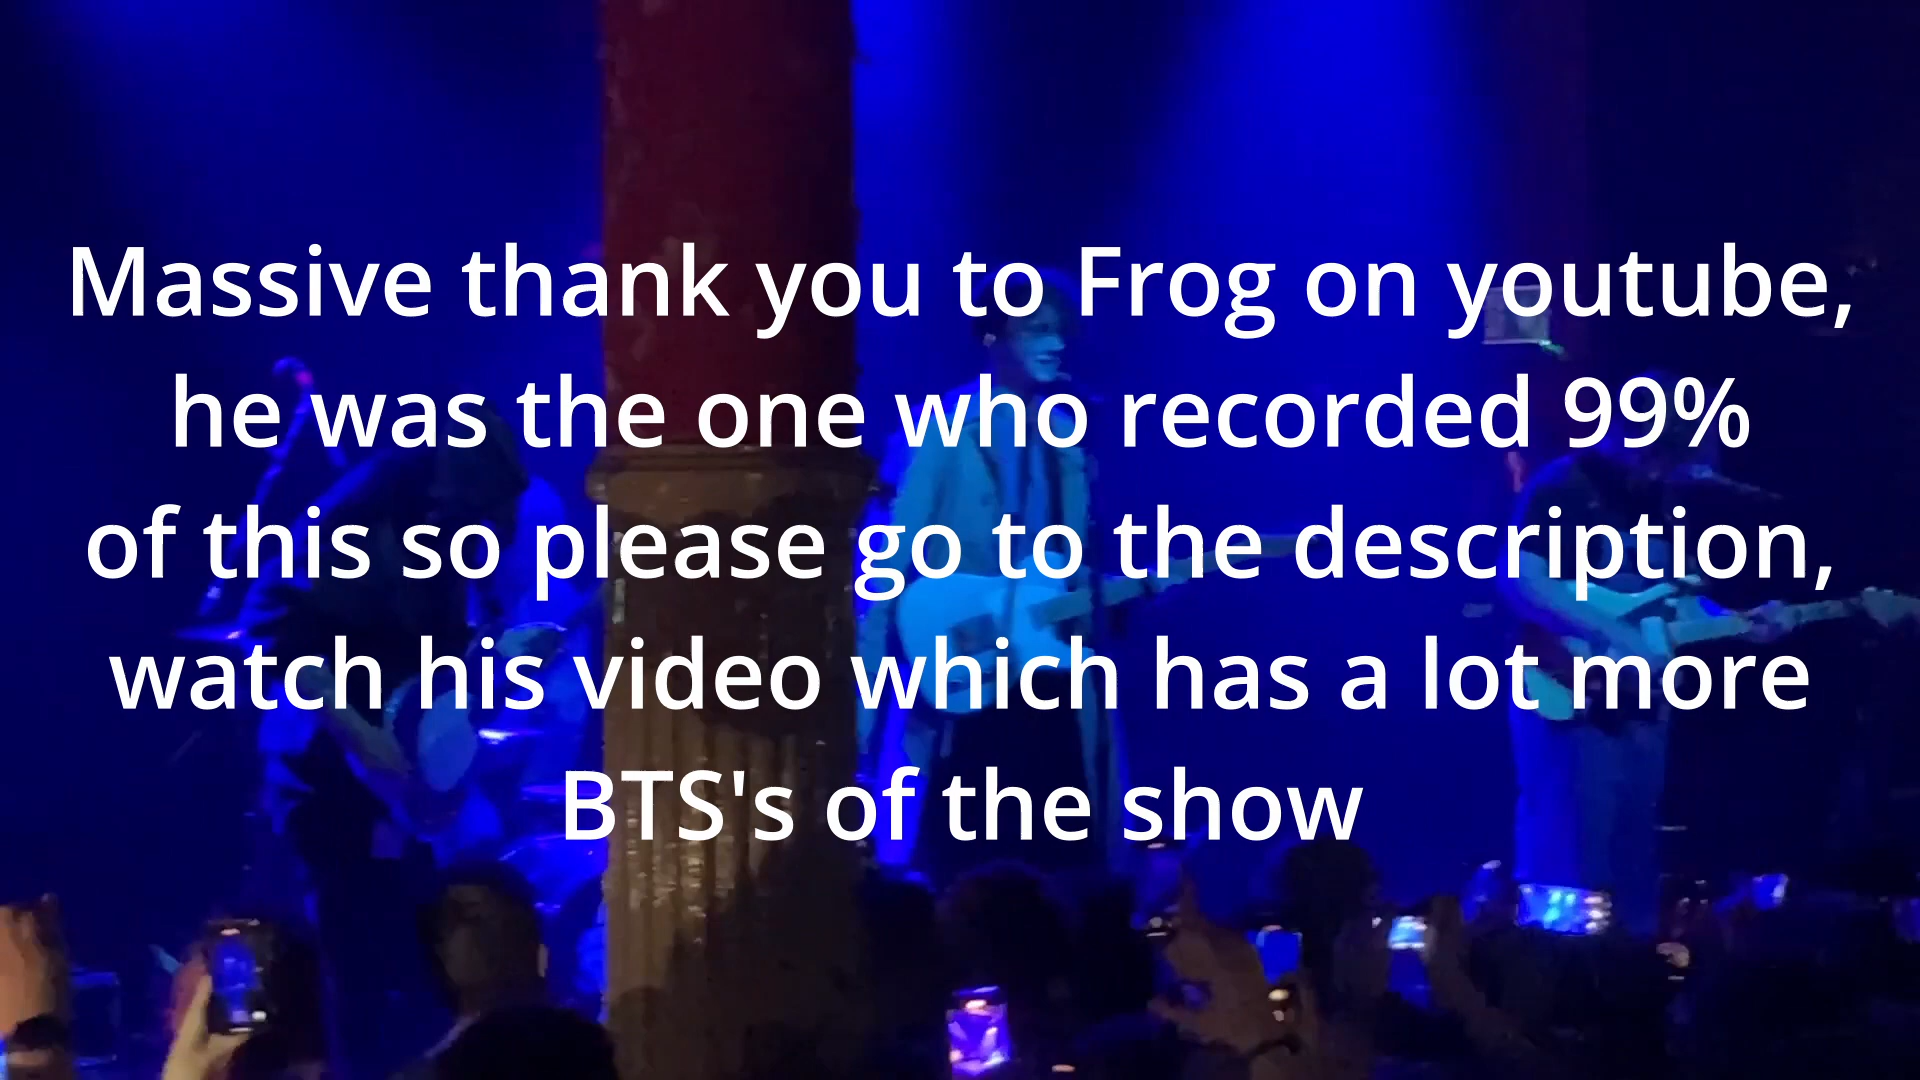 Massive thank you to Frog on youtube,
he was the one who recorded 99%
of this so please go to the description,
watch his video which has a lot more
BTS's of the show